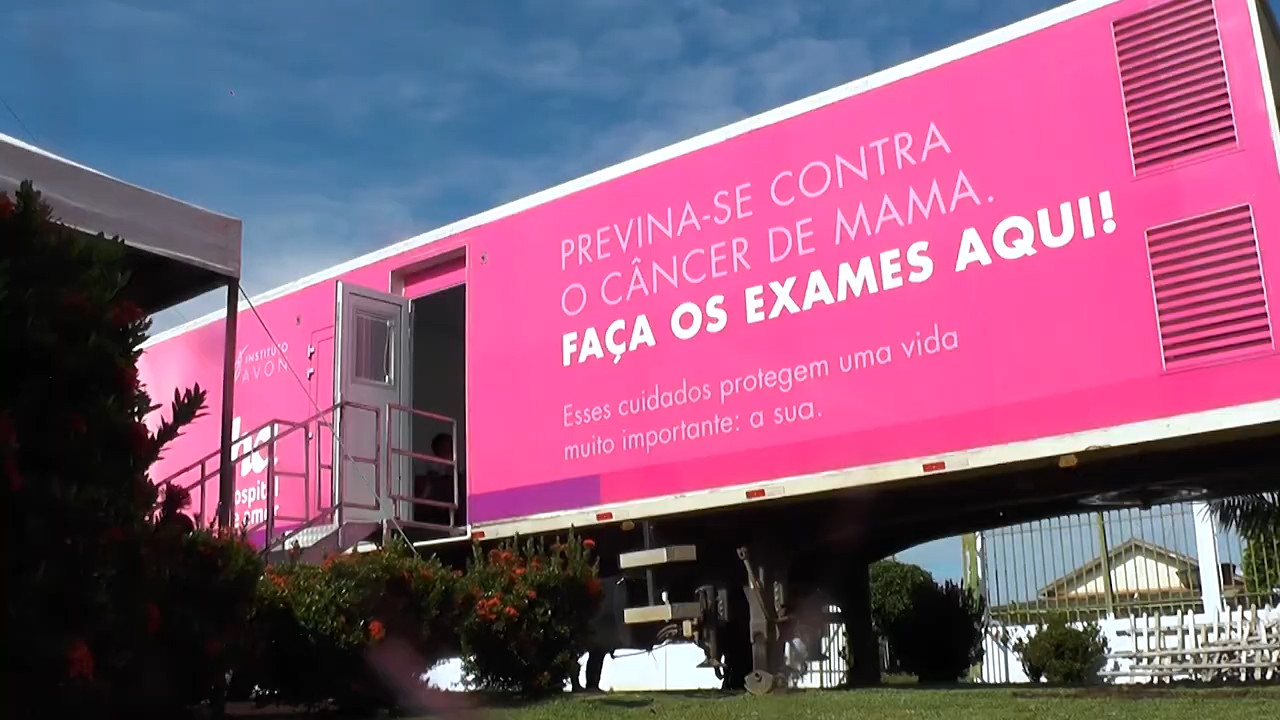 PREVINA-SE CONTRA
O CÂNCER DE MAMA.
FAÇA OS EXAMES AQUI!
Esses cuidados protegem uma vida
muito importante: a sua.
INSTITUTO
AVON